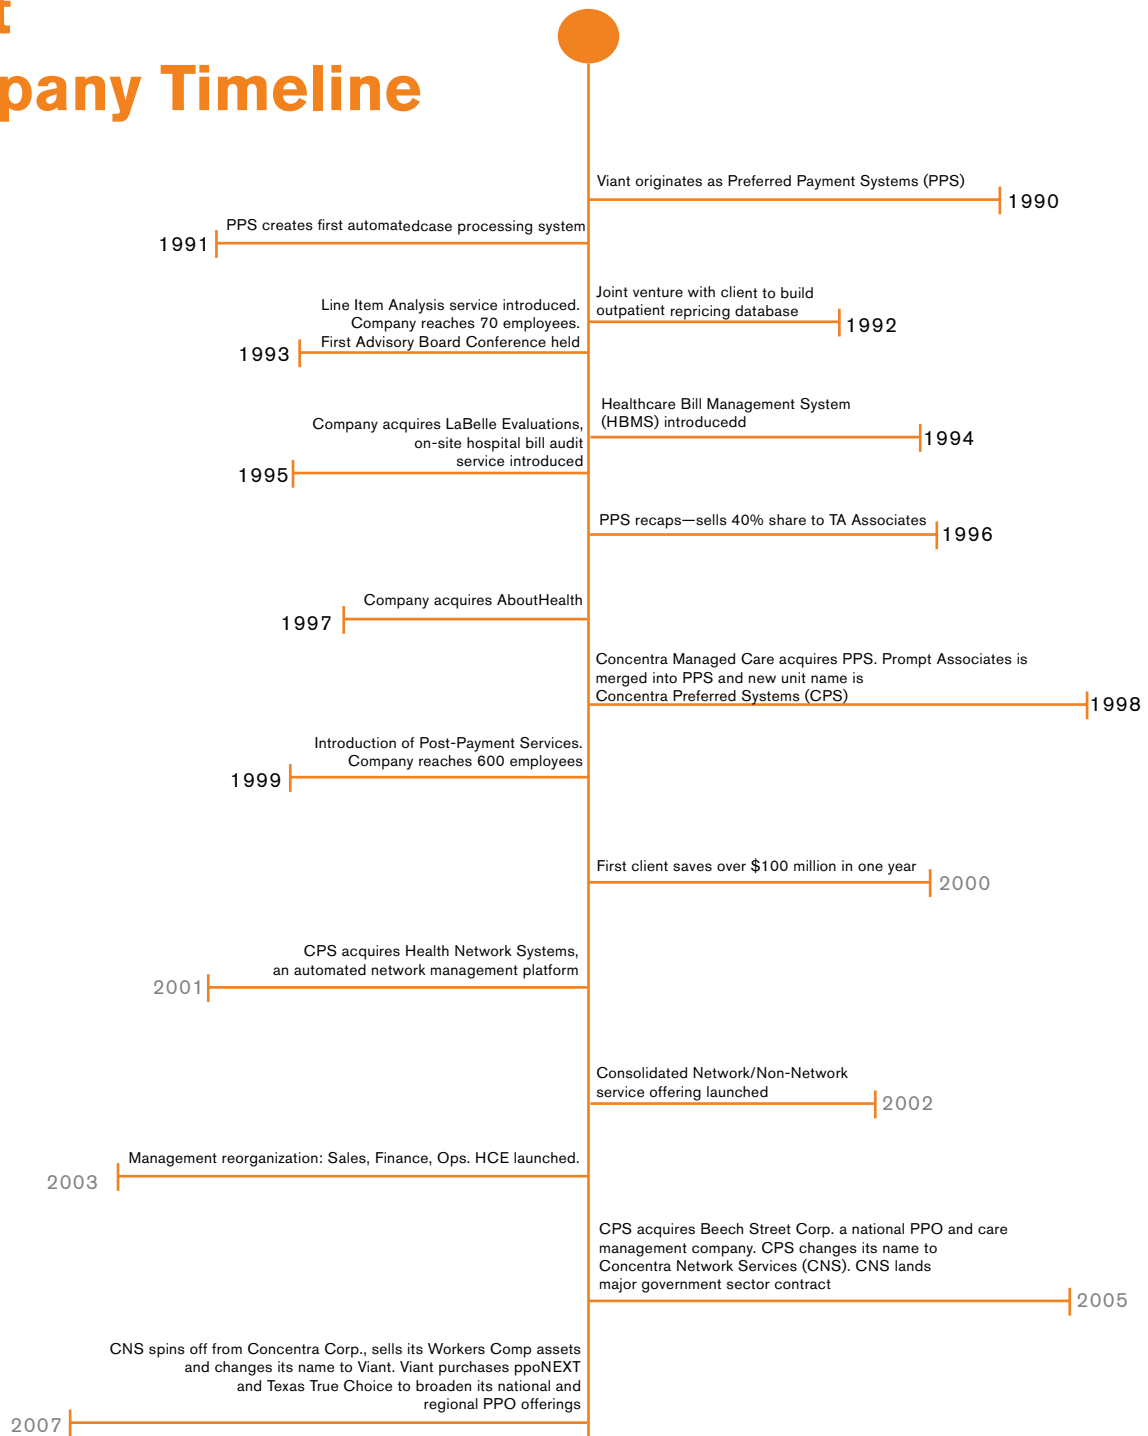 t
pany Timeline
Viant originates as Preferred Payment Systems (PPS)
1990
PPS creates first automatedcase processing system
1991
Joint venture with client to build
outpatient repricing database
1992
Line Item Analysis service introduced.
Company reaches 70 employees.
First Advisory Board Conference held
1993
Healthcare Bill Management System
(HBMS) introducedd
1994
Company acquires LaBelle Evaluations,
on-site hospital bill audit
service introduced
1995
PPS recaps—sells 40% share to TA Associates
1996
Company acquires AboutHealth
1997
Concentra Managed Care acquires PPS. Prompt Associates is
merged into PPS and new unit name is
Concentra Preferred Systems (CPS)
1998
Introduction of Post-Payment Services.
Company reaches 600 employees
1999
First client saves over $100 million in one year
2000
CPS acquires Health Network Systems,
an automated network management platform
2001
Consolidated Network/Non-Network
service offering launched
2002
Management reorganization: Sales, Finance, Ops. HCE launched.
2003
CPS acquires Beech Street Corp. a national PPO and care
management company. CPS changes its name to
Concentra Network Services (CNS). CNS lands
major government sector contract
2005
CNS spins off from Concentra Corp., sells its Workers Comp assets
and changes its name to Viant. Viant purchases ppoNEXT
and Texas True Choice to broaden its national and
regional PPO offerings
2007